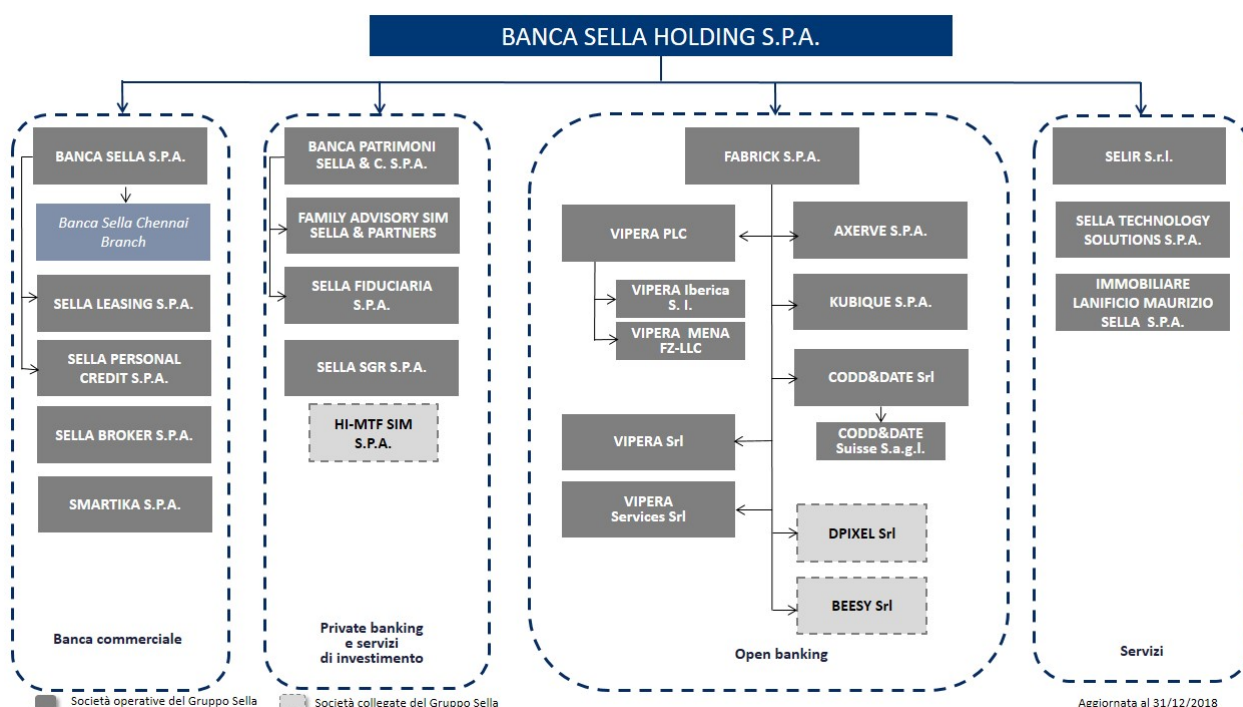 BANCA SELLA HOLDING S.P.A.
BANCA SELLA S.P.A.
Banca Sella Chennai
Branch
SELLA LEASING S.P.A.
SELLA PERSONAL
CREDIT S.P.A.
SELLA BROKER S.P.A.
SMARTIKA S.P.A.
Banca commerciale
BANCA PATRIMONI
SELLA & C. S.P.A.
FAMILY ADVISORY SIM
SELLA & PARTNERS
SELLA FIDUCIARIA
S.P.A.
SELLA SGR S.P.A.
HI-MTF SIM
S.P.A.
Private banking
e servizi
di investimento
FABRICK S.P.A.
VIPERA PLC
VIPERA Iberica
S. l.
VIPERA MENA
FZ-LLC
VIPERA Srl
VIPERA
Services Srl
AXERVE S.P.A.
KUBIQUE S.P.A.
CODD&DATE Srl
CODD&DATE
Suisse S.a.g.l.
DPIXEL Srl
BEESY Srl
Open banking
SELIR S.r.l.
SELLA TECHNOLOGY
SOLUTIONS S.P.A.
IMMOBILIARE
LANIFICIO MAURIZIO
SELLA S.P.A.
Servizi
Società operative del Gruppo Sella
Società collegate del Gruppo Sella
Aggiornata al 31/12/2018